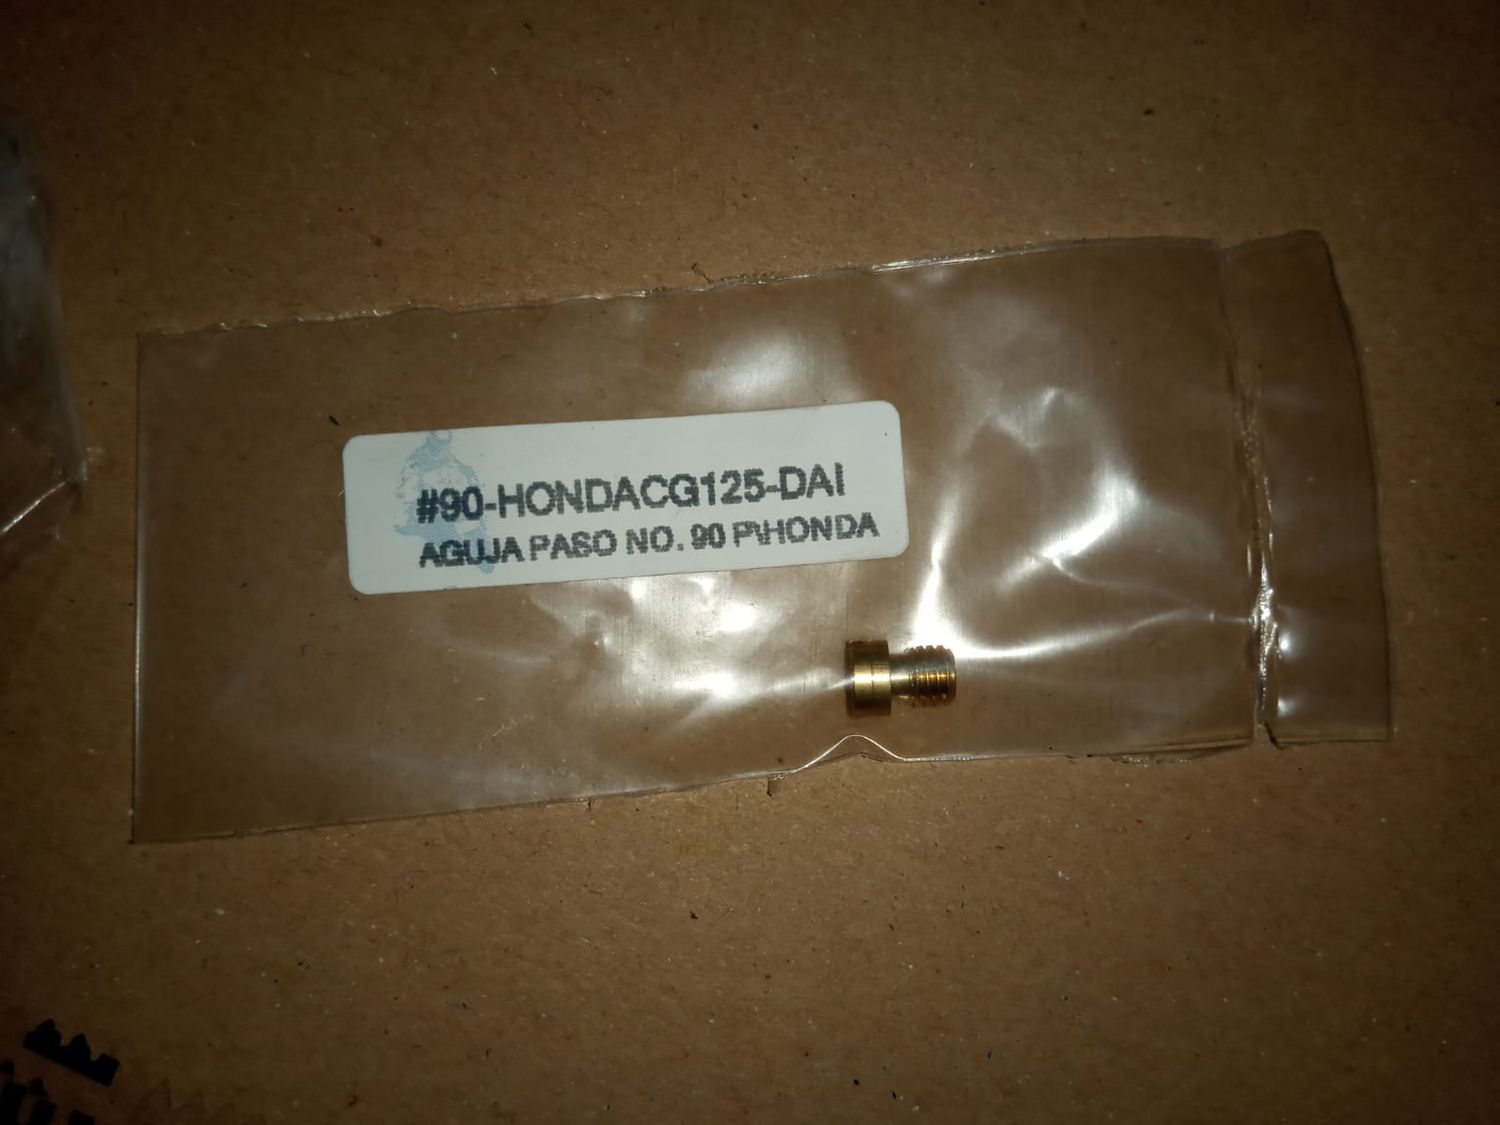 #90-HONDACG125-DAI
AGUJA PASO NO. 90 P\HONDA